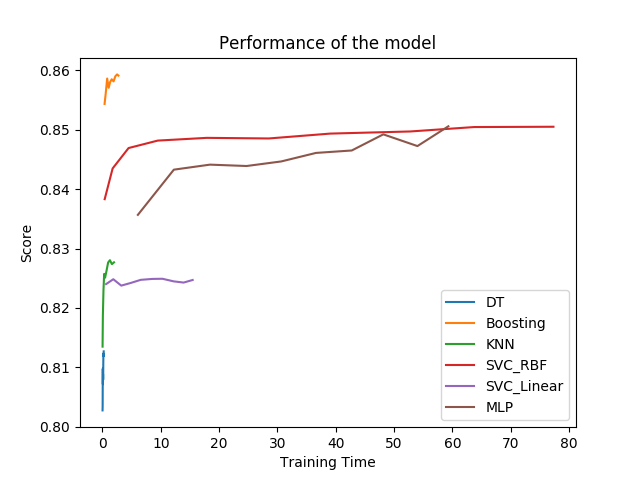 Performance of the model
0.86
0.85
0.84
0.83
0.82
0.81
0.80
Score
0 10 20 30 40 50 60 70 80
Training Time
DT
Boosting
KNN
SVC_RBF
SVC_Linear
MLP